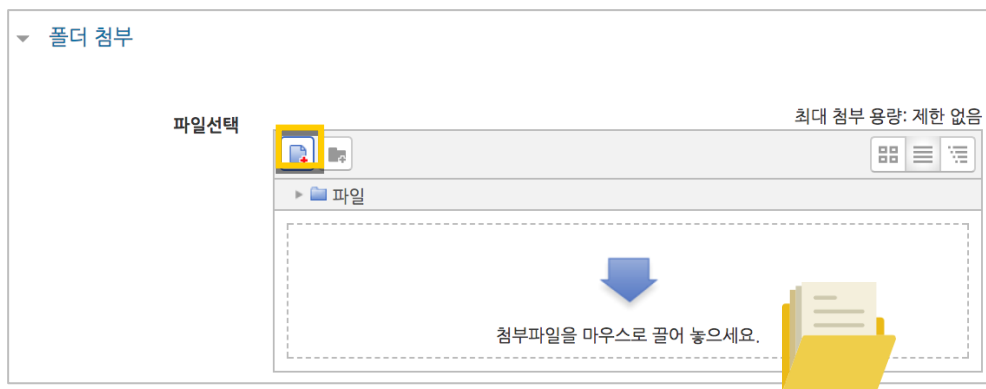 폴더 첨부
최대 첨부 용량: 제한 없음
파일선택
파일
첨부파일을 마우스로 끌어 놓으세요.